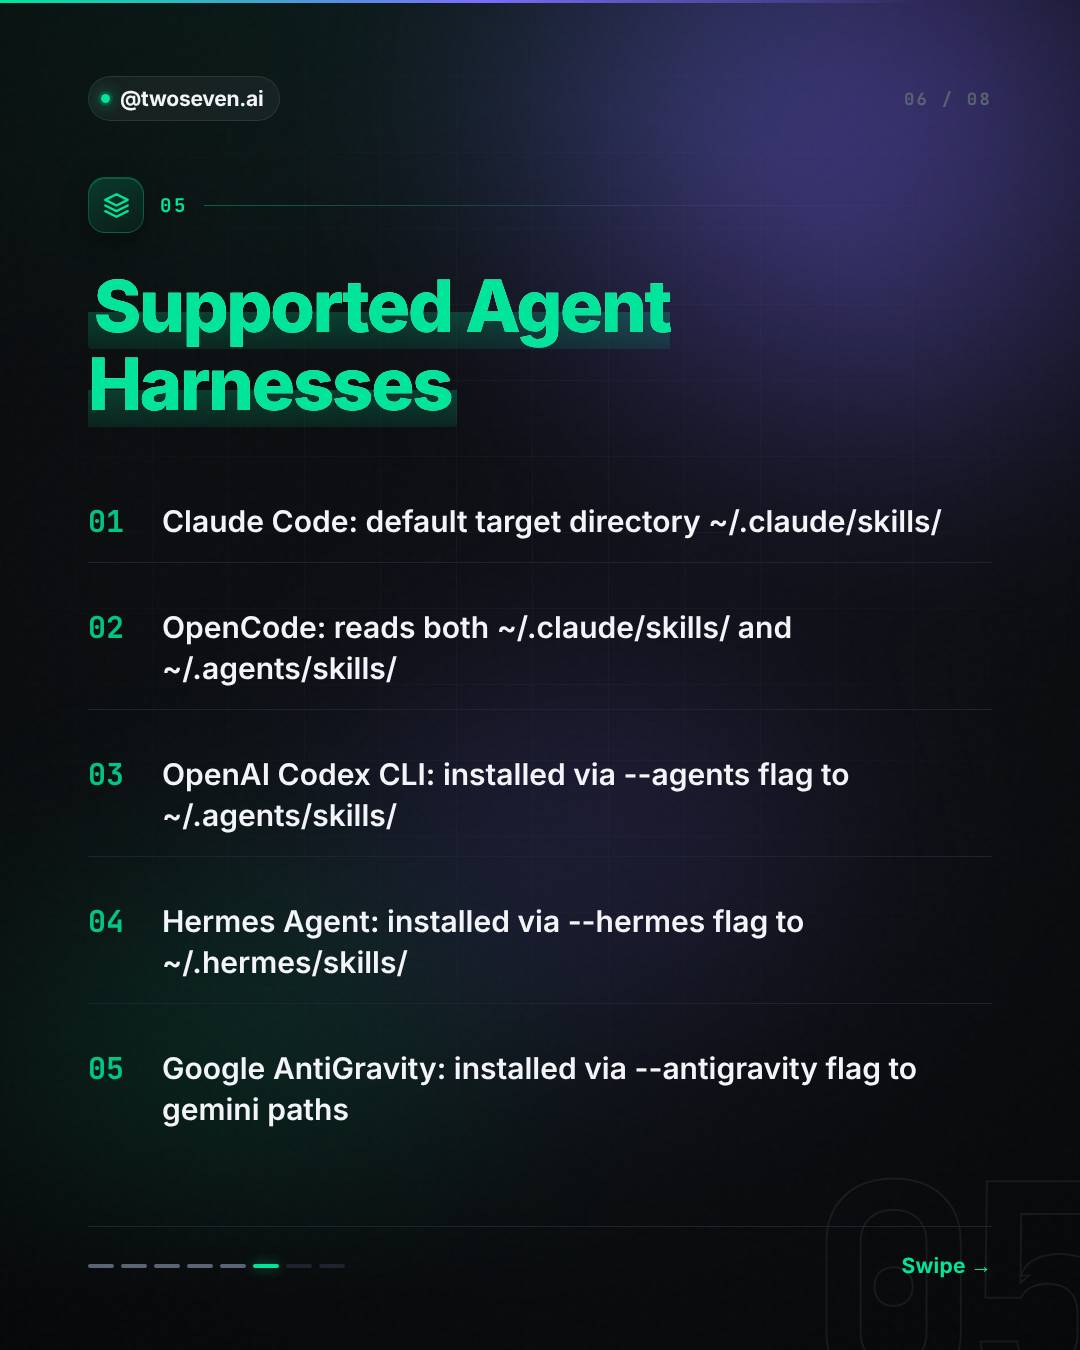 @twoseven.ai
06 / 08
05
Supported Agent
Harnesses
01 Claude Code: default target directory ~/.claude/skills/
02 OpenCode: reads both ~/.claude/skills/ and
~/.agents/skills/
03 OpenAI Codex CLI: installed via --agents flag to
~/.agents/skills/
04 Hermes Agent: installed via --hermes flag to
~/.hermes/skills/
05 Google AntiGravity: installed via --antigravity flag to
gemini paths
05
Swipe →